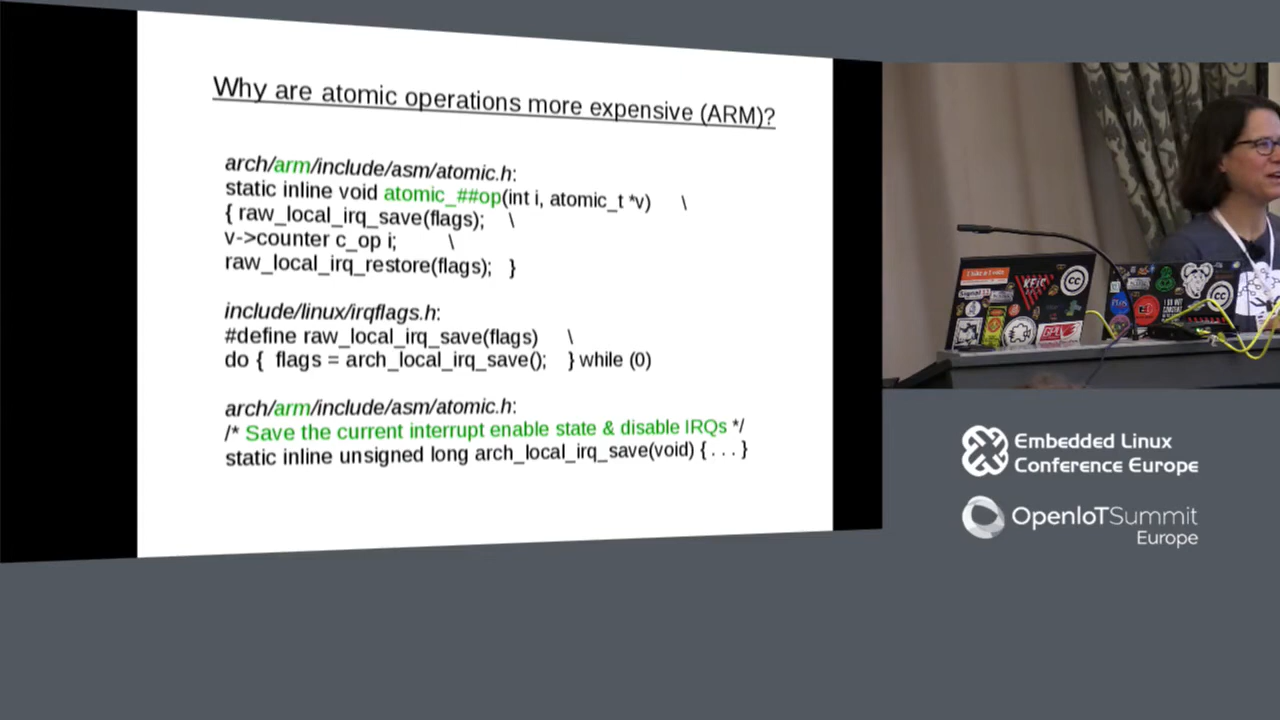 Why are atomic operations more expensive (ARM)?
arch/arm/include/asm/atomic.h:
static inline void atomic_##op(int i, atomic_t *v) \
{ raw_local_irq_save(flags); \
v->counter c_op i; \
raw_local_irq_restore(flags); }
include/linux/irqflags.h:
#define raw_local_irq_save(flags) \
do { flags = arch_local_irq_save(); } while (0)
arch/arm/include/asm/atomic.h:
/* Save the current interrupt enable state & disable IRQs */
static inline unsigned long arch_local_irq_save(void) { . . . }
CC
CC
Embedded Linux
Conference Europe
OpenIoTSummit
Europe